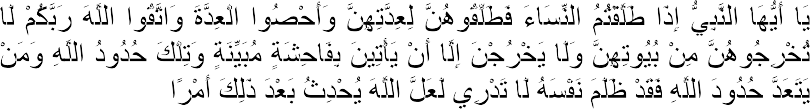 يَا أَيُّهَا النَّبِيُّ إِذَا طَلَّقْتُمُ النِّسَاءَ فَطَلِّقُوهُنَّ لِعِدَّتِهِنَّ وَأَحْصُوا الْعِدَّةَ وَاتَّقُوا اللَّهَ رَبَّكُمْ لَا
تُخْرِجُوهُنَّ مِنْ بُيُوتِهِنَّ وَلَا يَخْرُجْنَ إِلَّا أَنْ يَأْتِينَ بِفَاحِشَةٍ مُبَيِّنَةٍ وَتِلْكَ حُدُودُ اللَّهِ وَمَنْ
يَتَعَدَّ حُدُودَ اللَّهِ فَقَدْ ظَلَمَ نَفْسَهُ لَا تَدْرِي لَعَلَّ اللَّهَ يُحْدِثُ بَعْدَ ذَلِكَ أَمْرًا